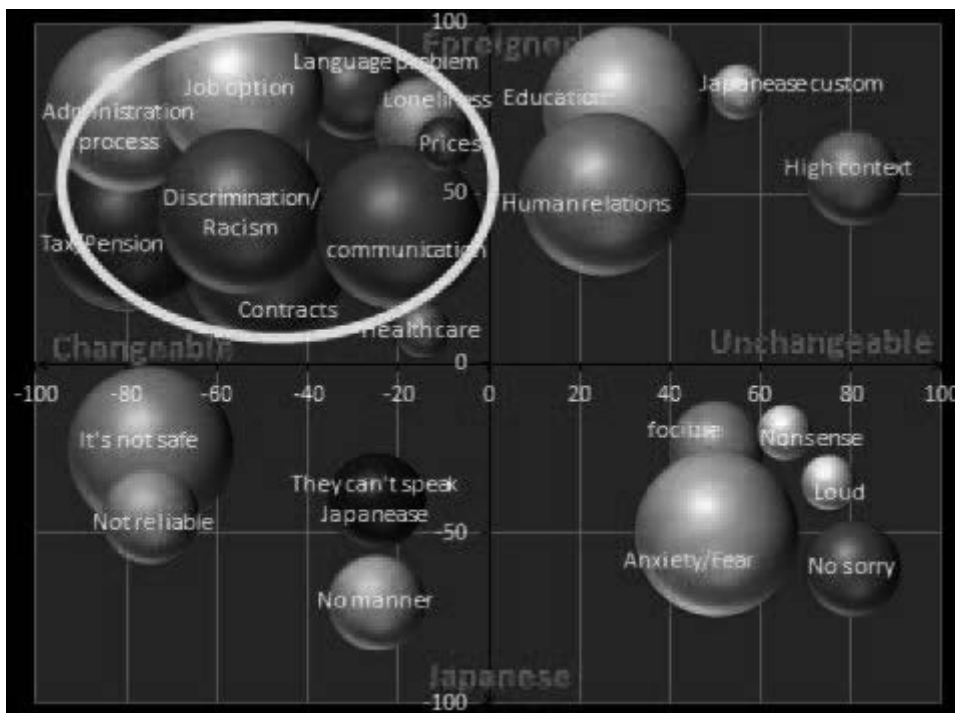 100
Foreigner
Language problem
Job option
Loneliness
Education
Japanease custom
Administration
process
Prices
High context
50
Discrimination/
Racism
Human relations
Tax/Pension
communication
Contracts
Healthcare
Changeable
Unchangeable
0
-100
-80
-60
-40
-20
0
20
40
60
80
100
It's not safe
Nonsense
They can't speak
Japanease
Loud
Not reliable
-50
Anxiety/Fear
No sorry
No manner
Japanese
-100